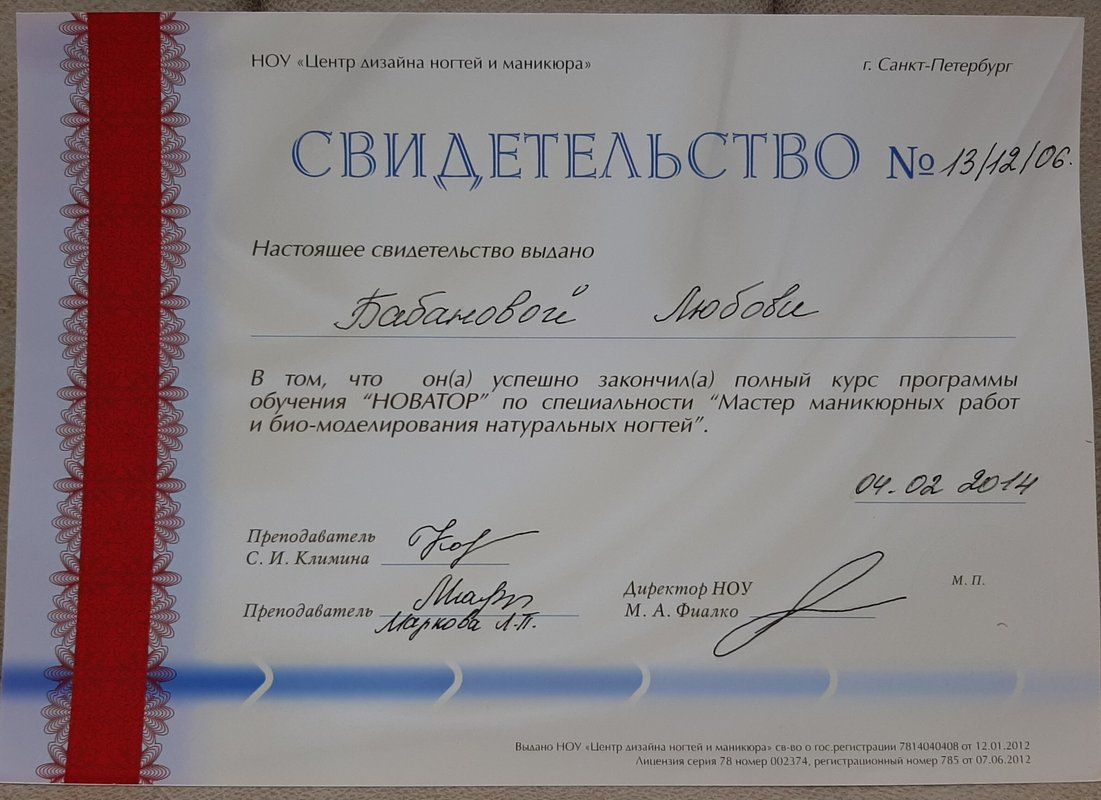 НОУ «Центр дизайна ногтей и маникюра»
г. Санкт-Петербург
СВИДЕТЕЛЬСТВО № 13/12/06.
Настоящее свидетельство выдано
Бабановой Любови
В том, что он(а) успешно закончил(а) полный курс программы
обучения “НОВАТОР” по специальности “Мастер маникюрных работ
и био-моделирования натуральных ногтей”.
04.02 2014
Преподаватель
С. И. Климина
Преподаватель
Маркова Л.П.
Директор НОУ
М. А. Фиалко
М. П.
Выдано НОУ «Центр дизайна ногтей и маникюра» св-во о гос.регистрации 7814040408 от 12.01.2012
Лицензия серия 78 номер 002374, регистрационный номер 785 от 07.06.2012